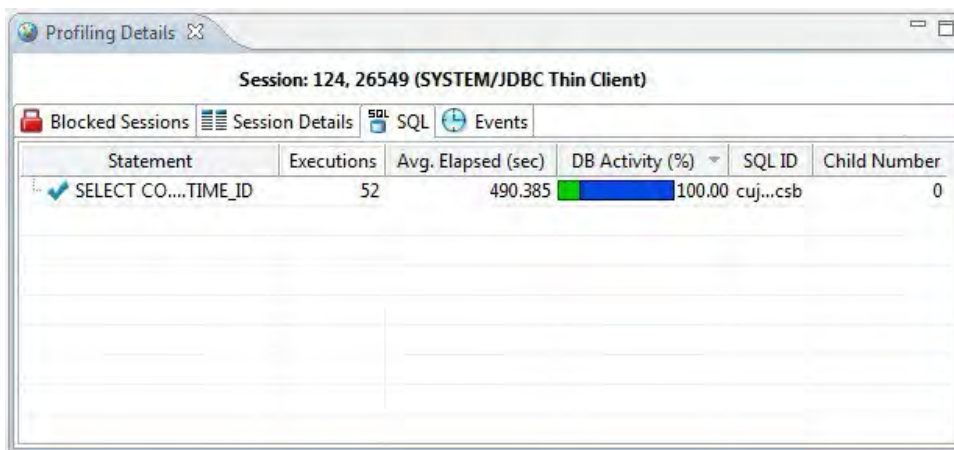 Profiling Details
Session: 124, 26549 (SYSTEM/JDBC Thin Client)
Blocked Sessions Session Details SQL SQL Events
Statement Executions Avg. Elapsed (sec) DB Activity (%) SQL ID Child Number
SELECT CO....TIME_ID 52 490.385 100.00 cuj...csb 0